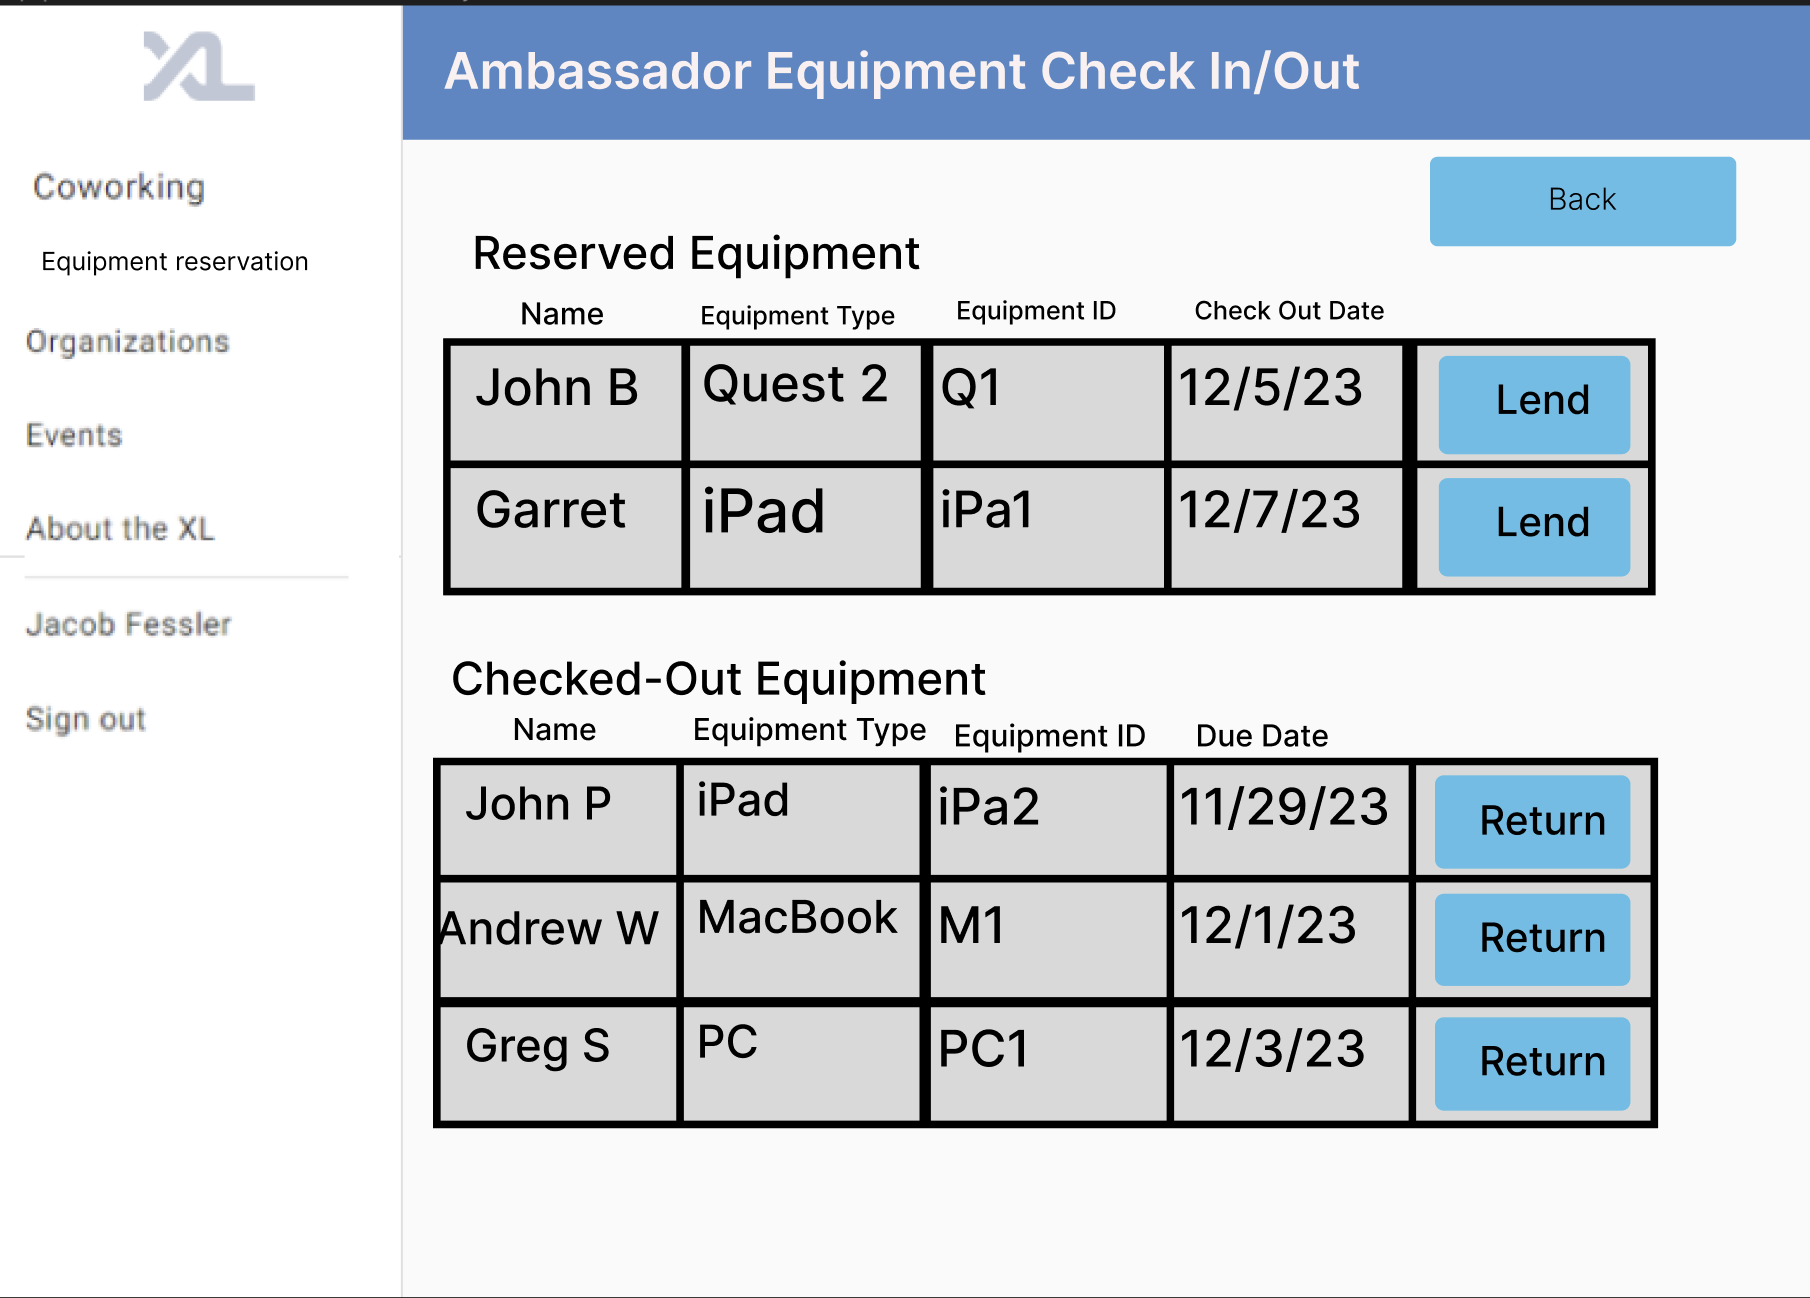 XL
Ambassador Equipment Check In/Out
Coworking
Equipment reservation
Organizations
Events
About the XL
Jacob Fessler
Sign out
Back
Reserved Equipment
Name Equipment Type Equipment ID Check Out Date
John B Quest 2 Q1 12/5/23 Lend
Garret iPad iPa1 12/7/23 Lend
Checked-Out Equipment
Name Equipment Type Equipment ID Due Date
John P iPad iPa2 11/29/23 Return
Andrew W MacBook M1 12/1/23 Return
Greg S PC PC1 12/3/23 Return